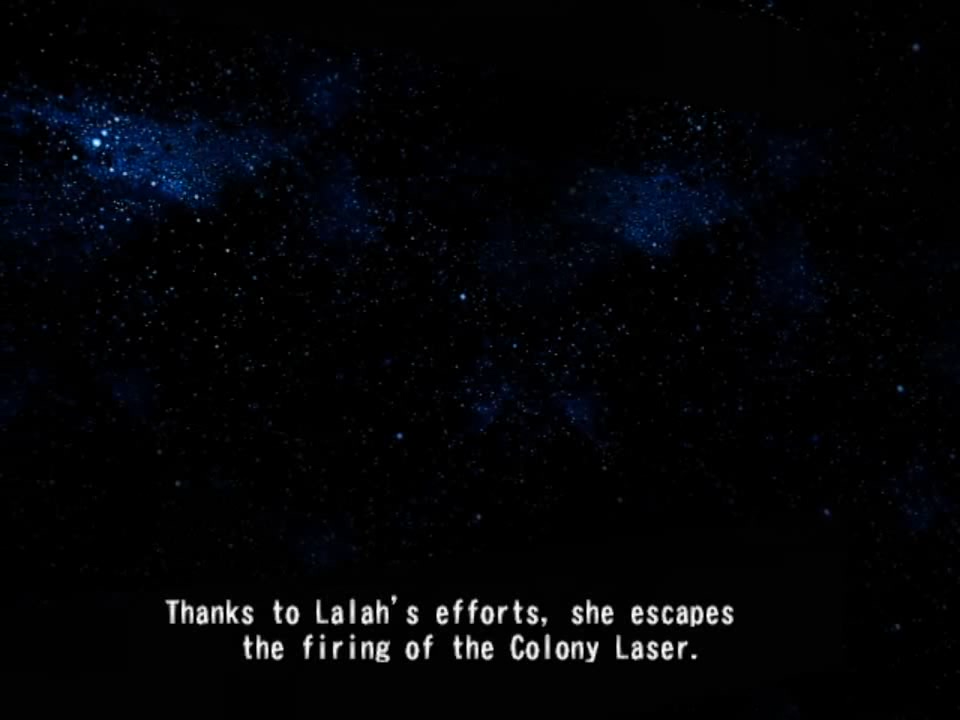 Thanks to Lalah's efforts, she escapes
the firing of the Colony Laser.